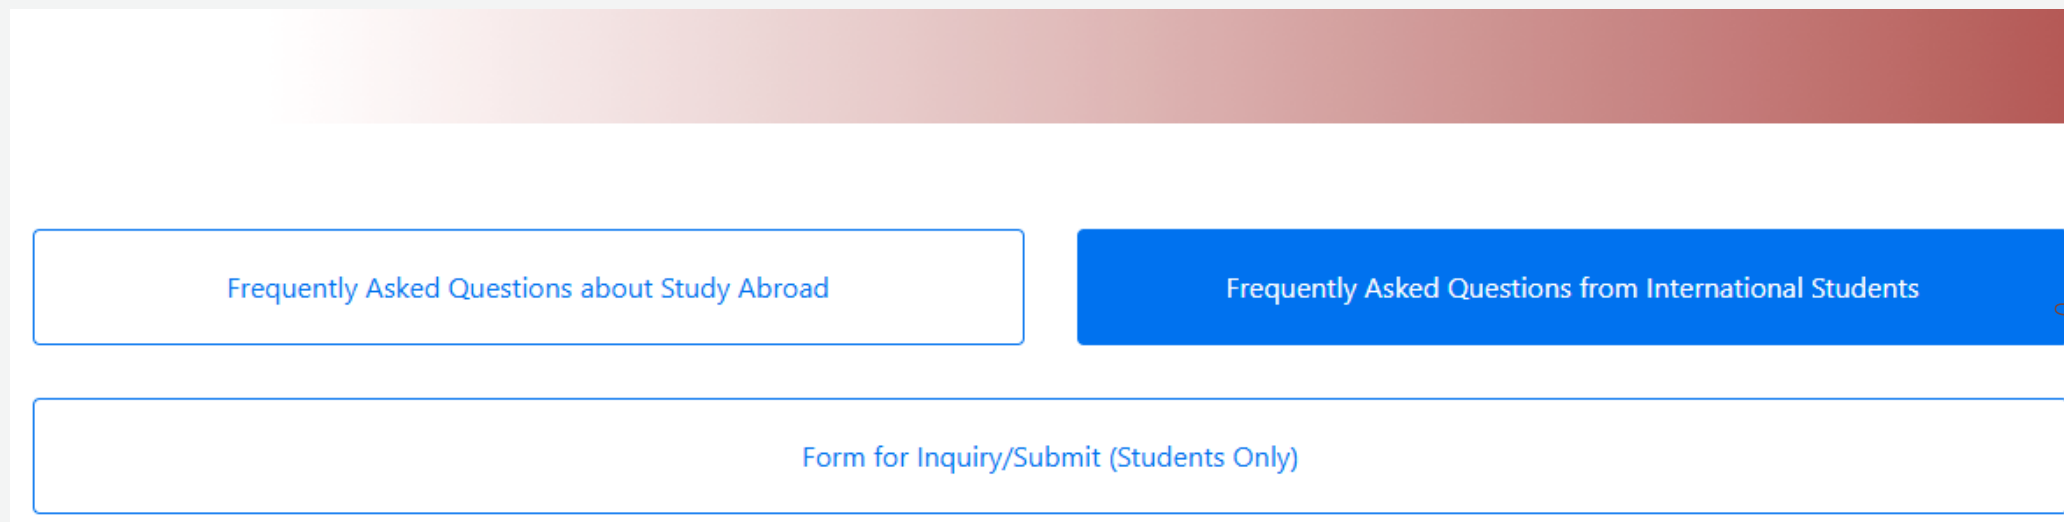 Frequently Asked Questions about Study Abroad
Frequently Asked Questions from International Students
Form for Inquiry/Submit (Students Only)